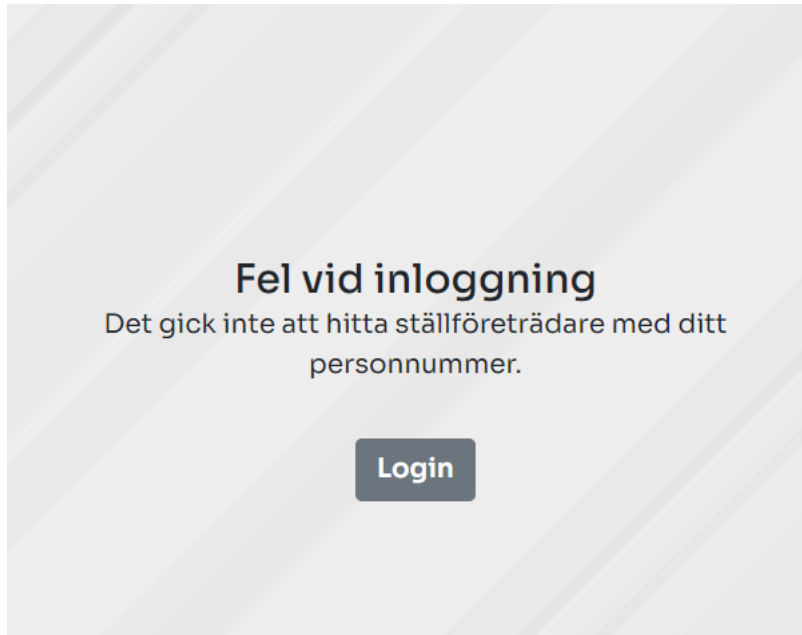 Fel vid inloggning
Det gick inte att hitta ställföreträdare med ditt
personnummer.
Login